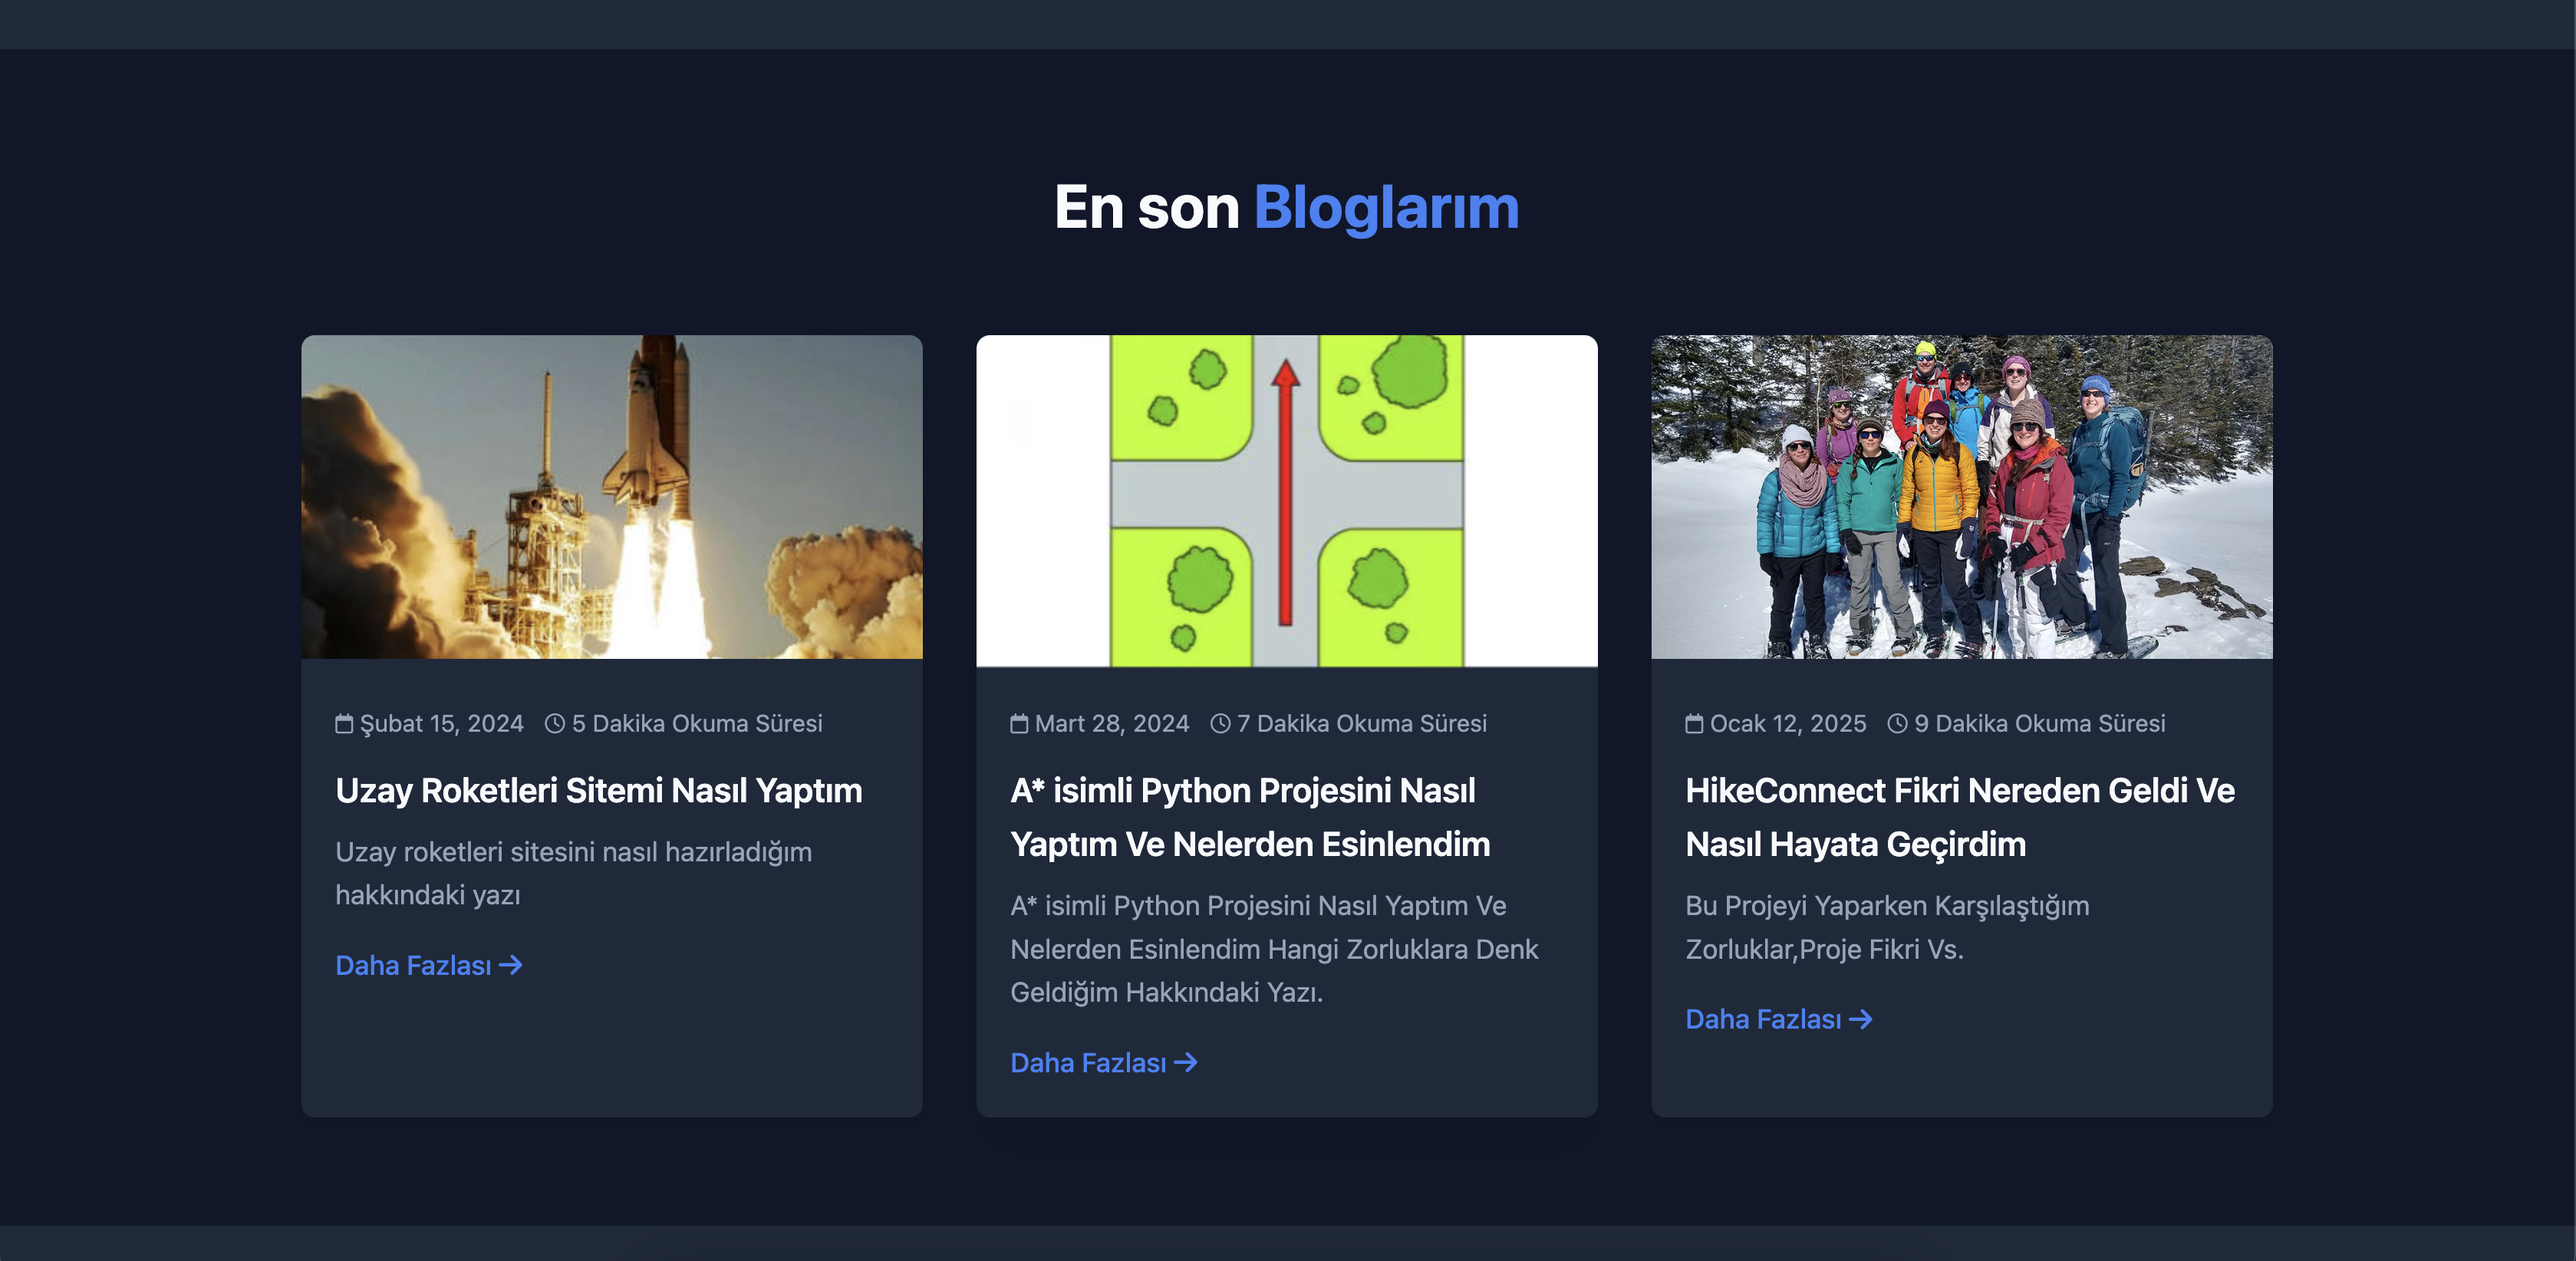 En son Bloglarım
Şubat 15, 2024 5 Dakika Okuma Süresi
Uzay Roketleri Sitemi Nasıl Yaptım
Uzay roketleri sitesini nasıl hazırladığım
hakkındaki yazı
Daha Fazlası →
Mart 28, 2024 7 Dakika Okuma Süresi
A* isimli Python Projesini Nasıl
Yaptım Ve Nelerden Esinlendim
A* isimli Python Projesini Nasıl Yaptım Ve
Nelerden Esinlendim Hangi Zorluklara Denk
Geldiğim Hakkındaki Yazı.
Daha Fazlası →
Ocak 12, 2025 9 Dakika Okuma Süresi
HikeConnect Fikri Nereden Geldi Ve
Nasıl Hayata Geçirdim
Bu Projeyi Yaparken Karşılaştığım
Zorluklar,Proje Fikri Vs.
Daha Fazlası →